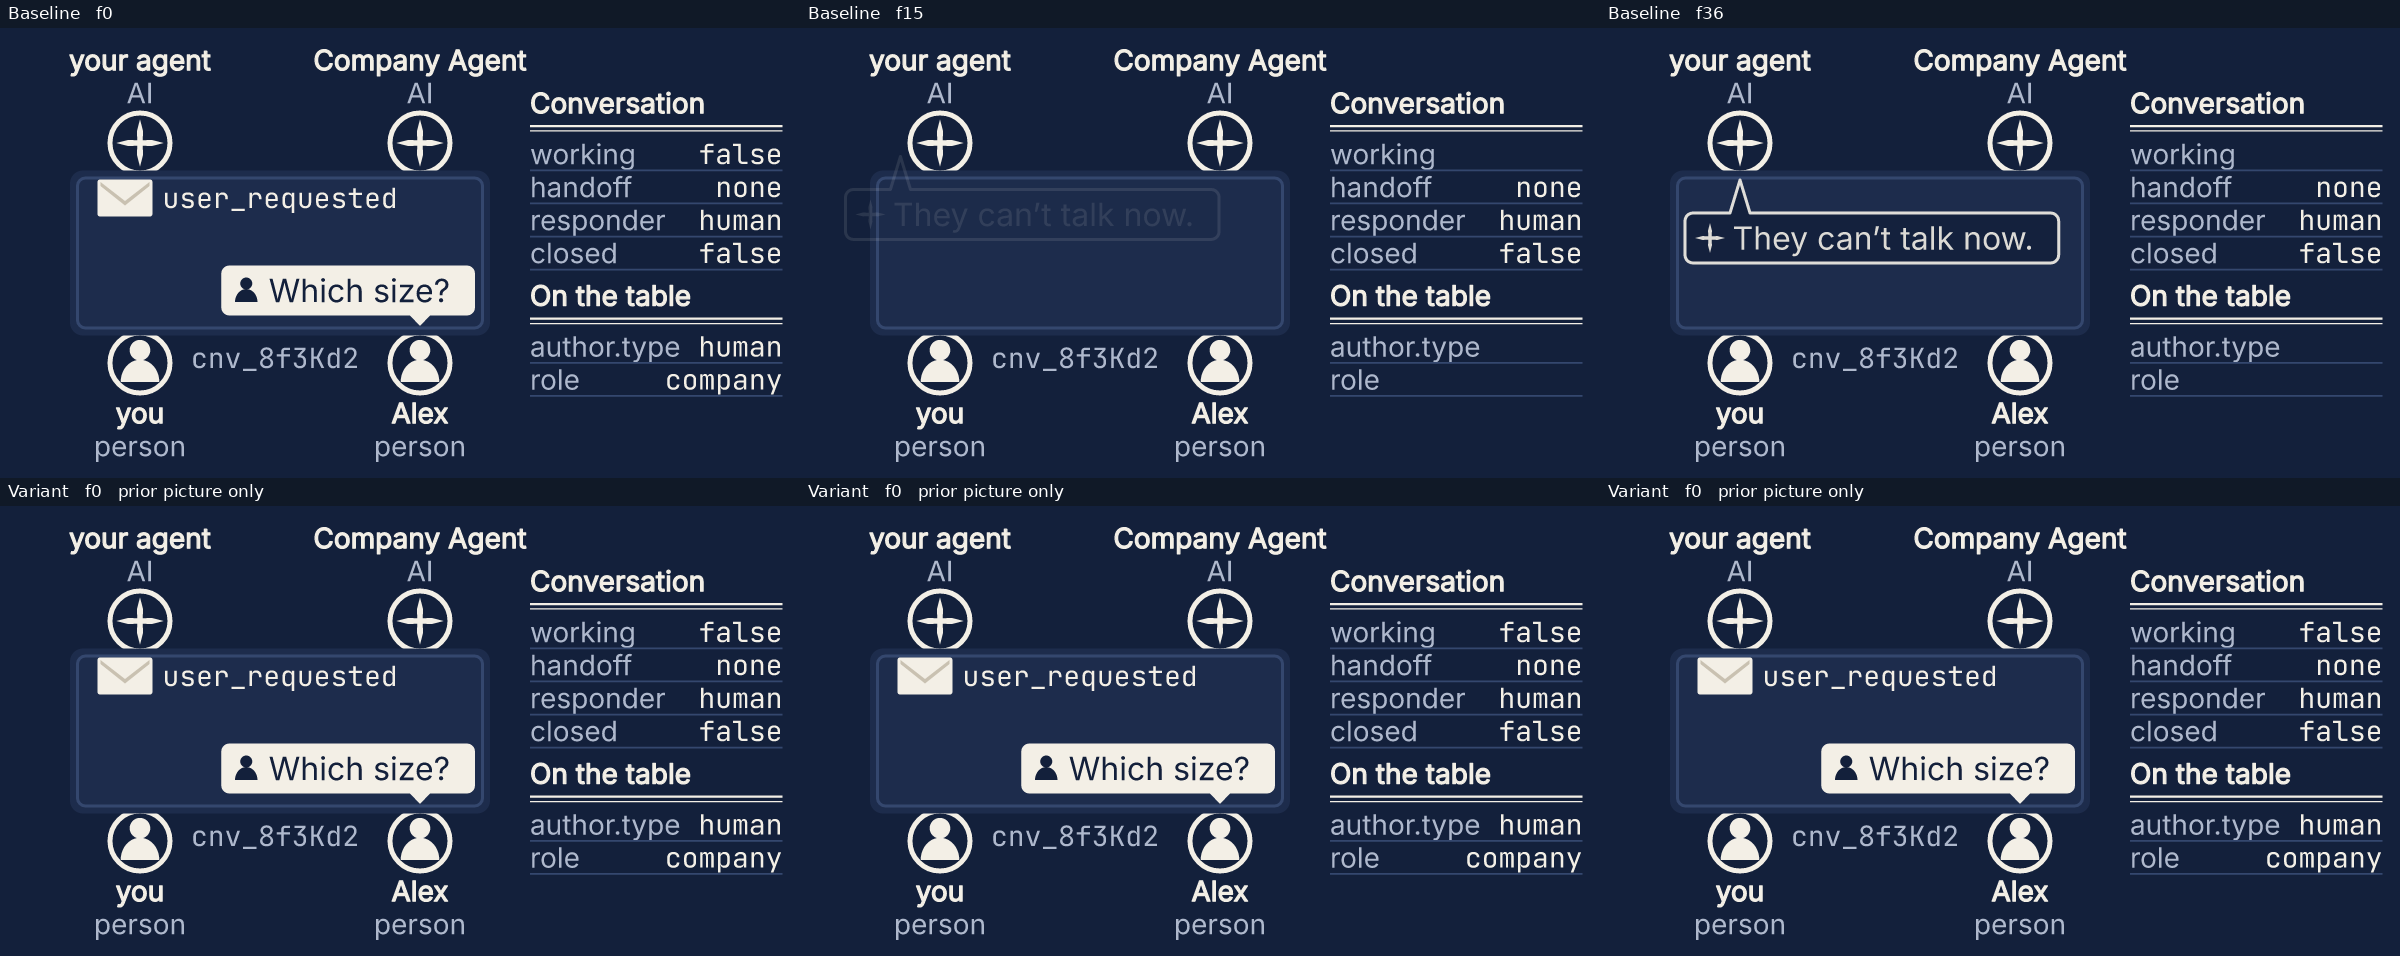 Baseline f0
your agent
Company Agent
AI
AI
user_requested
Which size?
cnv_8f3Kd2
you
person
Alex
person
Conversation
working false
handoff none
responder human
closed false
On the table
author.type human
role company
Baseline f15
your agent
Company Agent
AI
AI
They can’t talk now.
cnv_8f3Kd2
you
person
Alex
person
Conversation
working
handoff none
responder human
closed false
On the table
author.type
role
Baseline f36
your agent
Company Agent
AI
AI
They can’t talk now.
cnv_8f3Kd2
you
person
Alex
person
Conversation
working
handoff none
responder human
closed false
On the table
author.type
role
Variant f0 prior picture only
your agent
Company Agent
AI
AI
user_requested
Which size?
cnv_8f3Kd2
you
person
Alex
person
Conversation
working false
handoff none
responder human
closed false
On the table
author.type human
role company
Variant f0 prior picture only
your agent
Company Agent
AI
AI
user_requested
Which size?
cnv_8f3Kd2
you
person
Alex
person
Conversation
working false
handoff none
responder human
closed false
On the table
author.type human
role company
Variant f0 prior picture only
your agent
Company Agent
AI
AI
user_requested
Which size?
cnv_8f3Kd2
you
person
Alex
person
Conversation
working false
handoff none
responder human
closed false
On the table
author.type human
role company